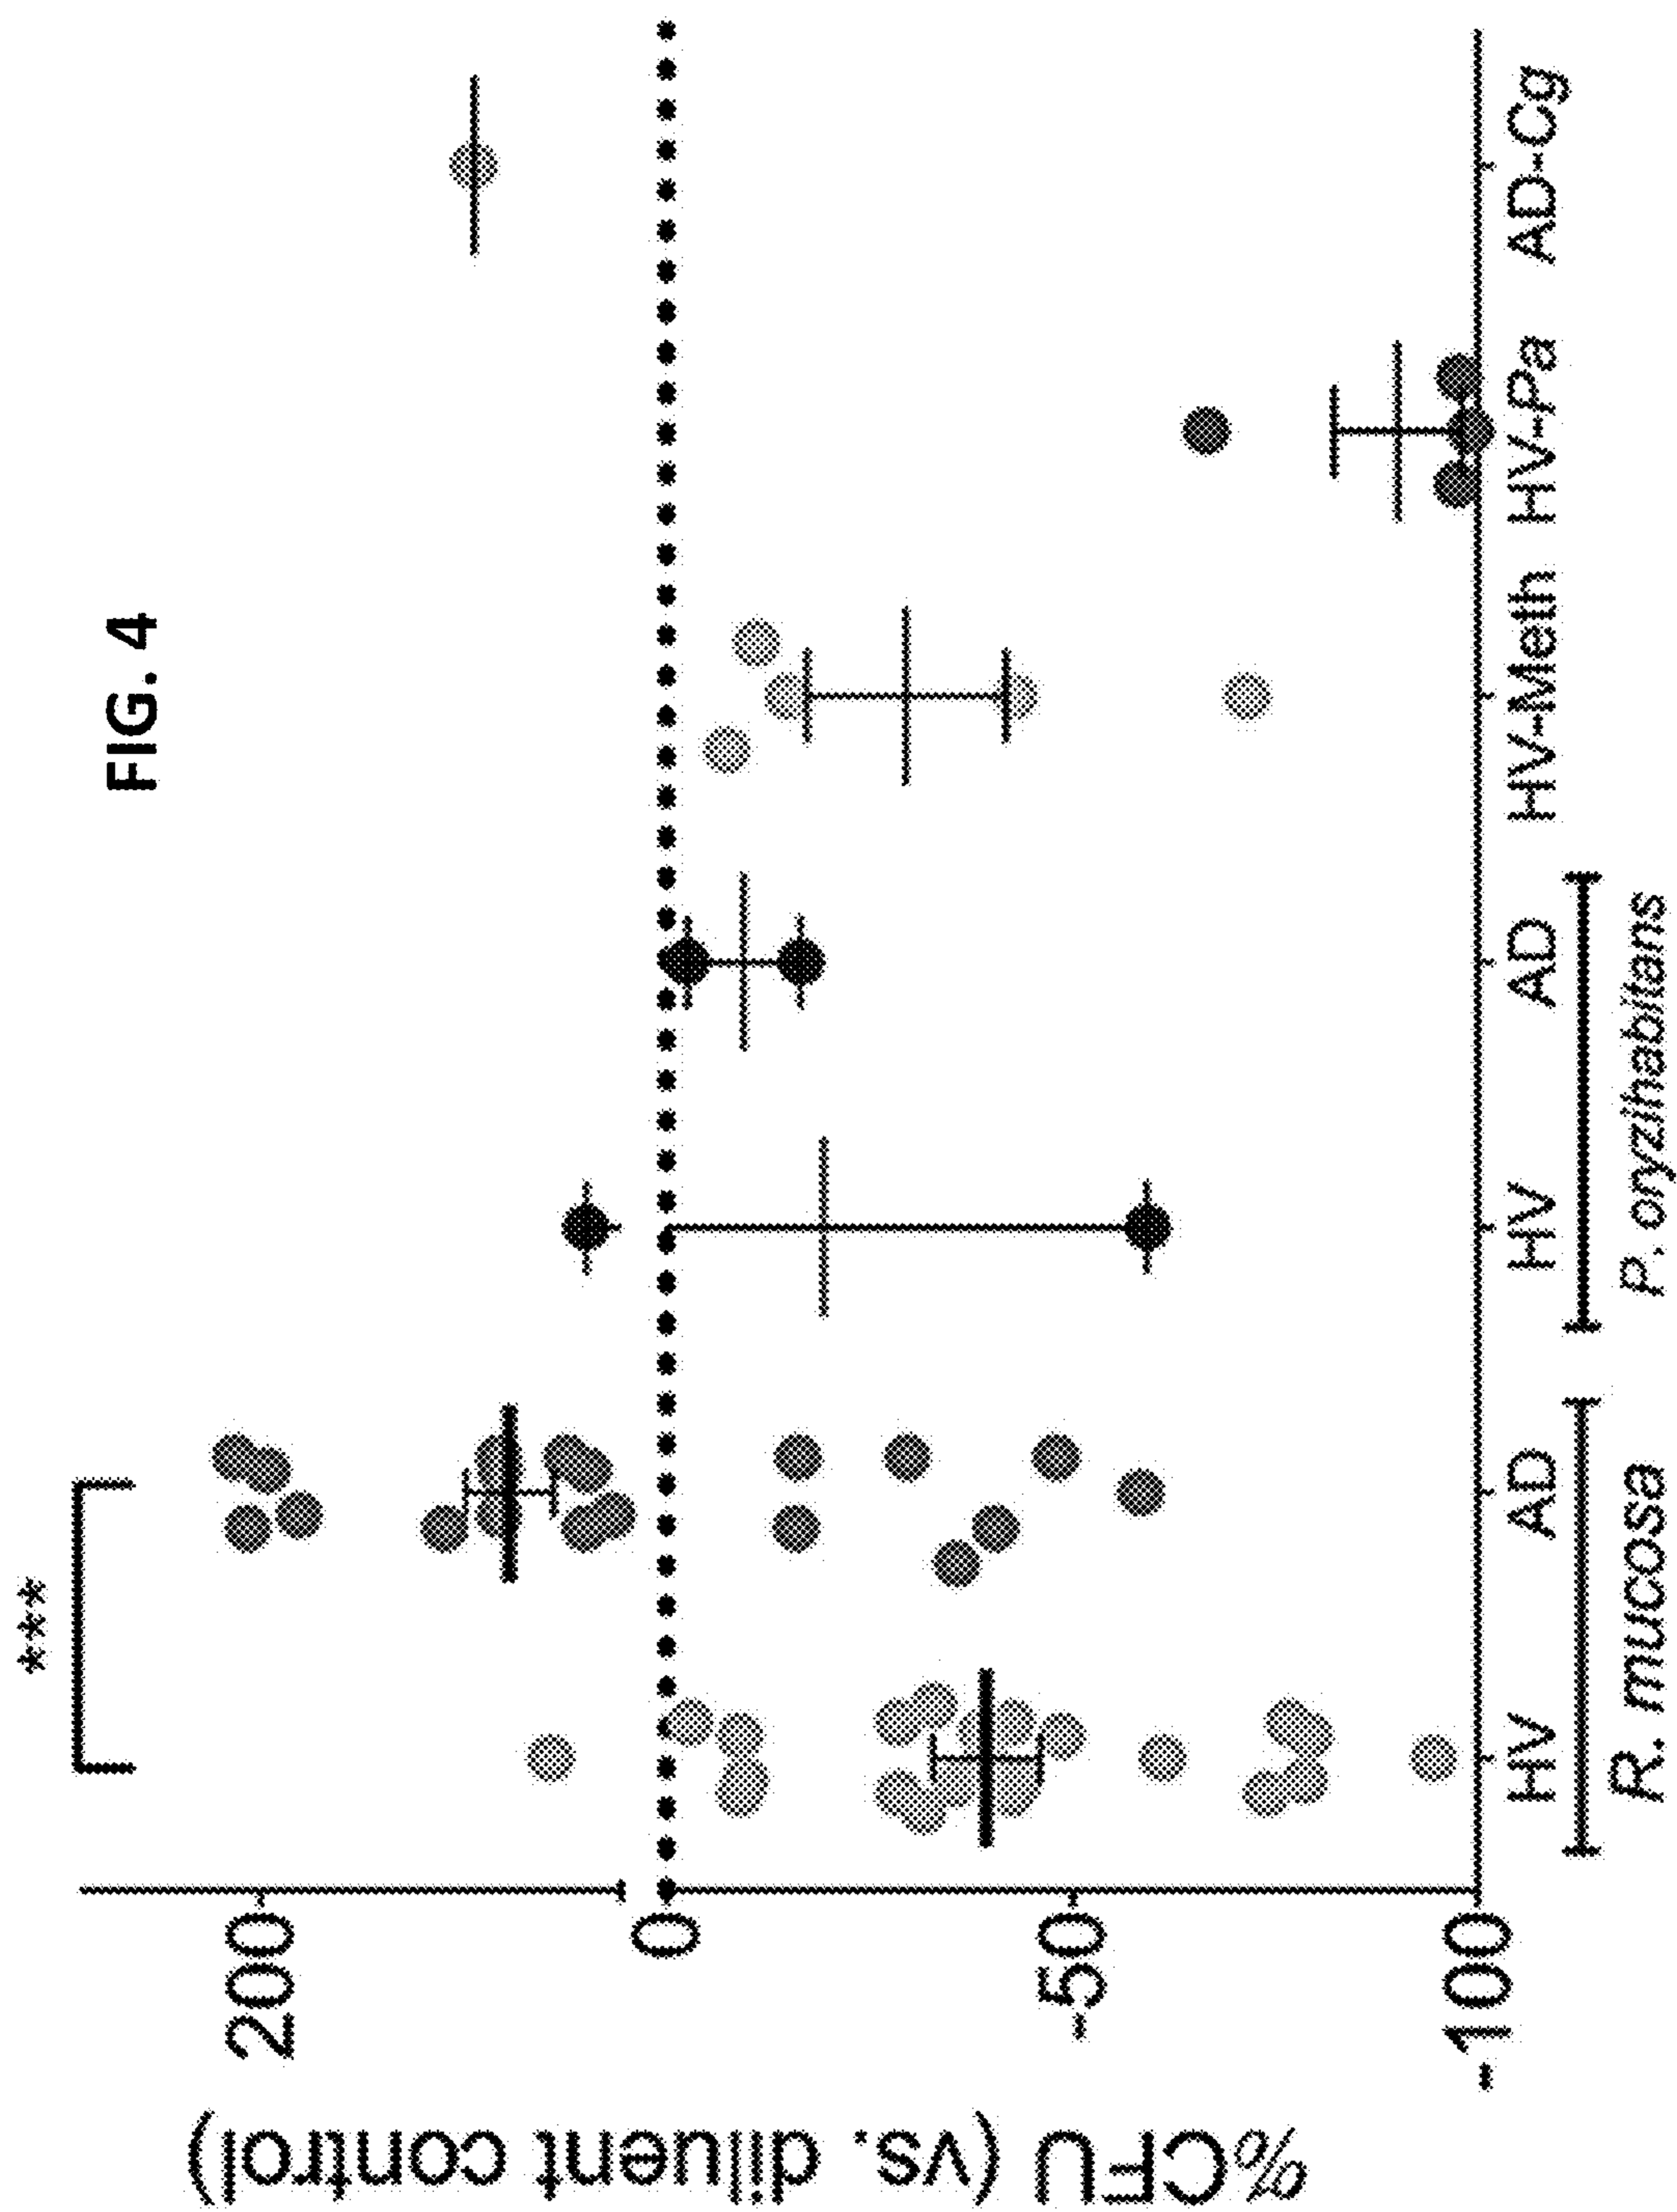 FIG. 4
***
%CFU (vs. diluent control)
200
0
-50
-100
HV AD HV AD HV-Meth HV-Pa AD-Cg
R. mucosa P. oryzihabitans